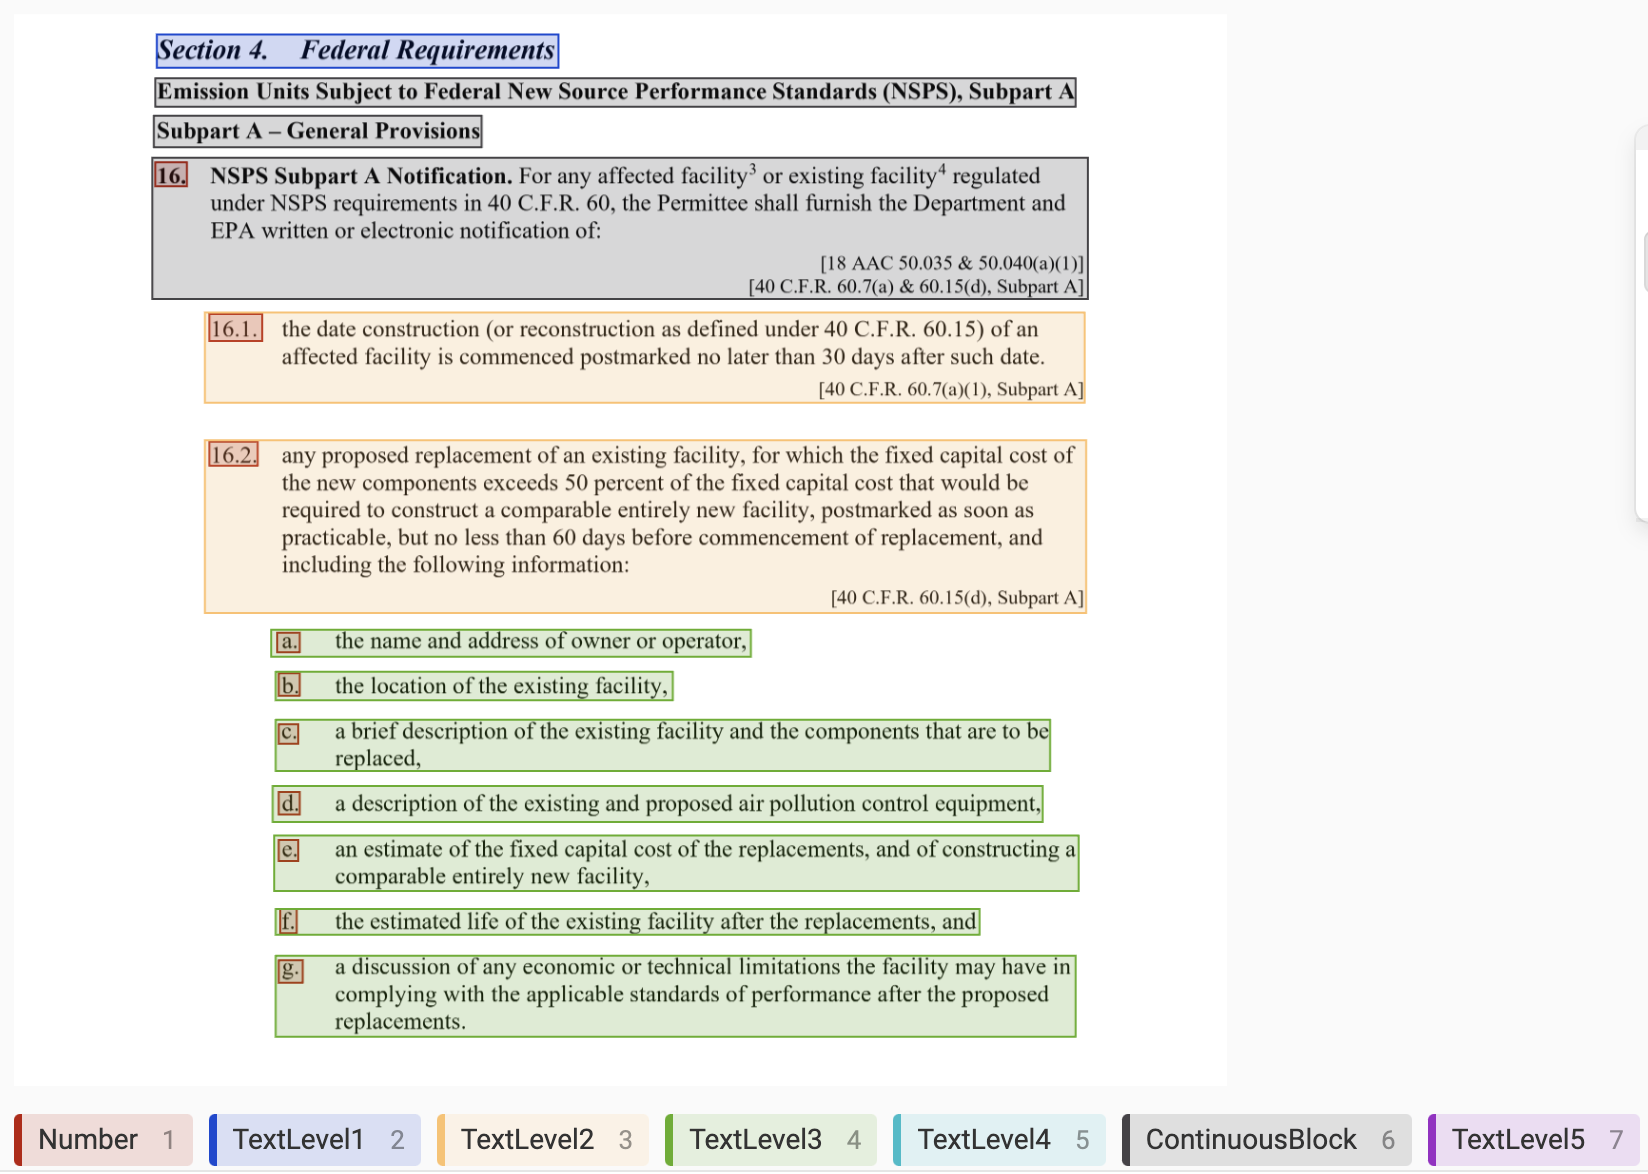 Section 4. Federal Requirements
Emission Units Subject to Federal New Source Performance Standards (NSPS), Subpart A
Subpart A – General Provisions
16. NSPS Subpart A Notification. For any affected facility³ or existing facility⁴ regulated
under NSPS requirements in 40 C.F.R. 60, the Permittee shall furnish the Department and
EPA written or electronic notification of:
[18 AAC 50.035 & 50.040(a)(1)]
[40 C.F.R. 60.7(a) & 60.15(d), Subpart A]
16.1. the date construction (or reconstruction as defined under 40 C.F.R. 60.15) of an
affected facility is commenced postmarked no later than 30 days after such date.
[40 C.F.R. 60.7(a)(1), Subpart A]
16.2. any proposed replacement of an existing facility, for which the fixed capital cost of
the new components exceeds 50 percent of the fixed capital cost that would be
required to construct a comparable entirely new facility, postmarked as soon as
practicable, but no less than 60 days before commencement of replacement, and
including the following information:
[40 C.F.R. 60.15(d), Subpart A]
a. the name and address of owner or operator,
b. the location of the existing facility,
c. a brief description of the existing facility and the components that are to be
replaced,
d. a description of the existing and proposed air pollution control equipment,
e. an estimate of the fixed capital cost of the replacements, and of constructing a
comparable entirely new facility,
f. the estimated life of the existing facility after the replacements, and
g. a discussion of any economic or technical limitations the facility may have in
complying with the applicable standards of performance after the proposed
replacements.
Number 1 TextLevel1 2 TextLevel2 3 TextLevel3 4 TextLevel4 5 ContinuousBlock 6 TextLevel5 7